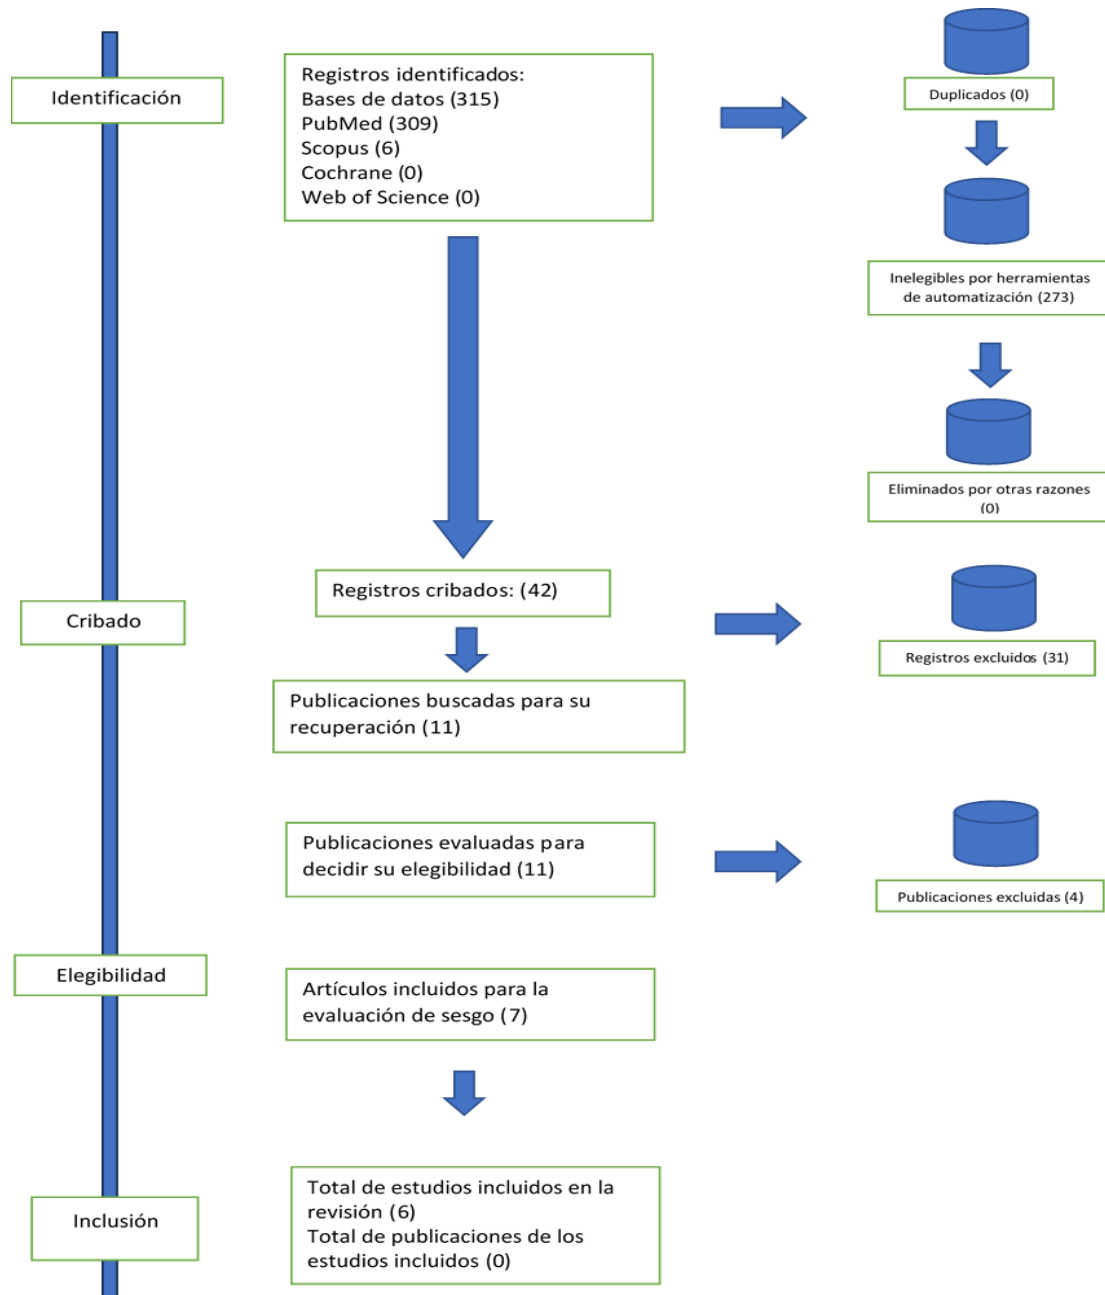 Identificación
Registros identificados:
Bases de datos (315)
PubMed (309)
Scopus (6)
Cochrane (0)
Web of Science (0)
Duplicados (0)
Inelegibles por herramientas
de automatización (273)
Eliminados por otras razones
(0)
Cribado
Registros cribados: (42)
Registros excluidos (31)
Publicaciones buscadas para su
recuperación (11)
Publicaciones evaluadas para
decidir su elegibilidad (11)
Publicaciones excluidas (4)
Elegibilidad
Artículos incluidos para la
evaluación de sesgo (7)
Inclusión
Total de estudios incluidos en la
revisión (6)
Total de publicaciones de los
estudios incluidos (0)